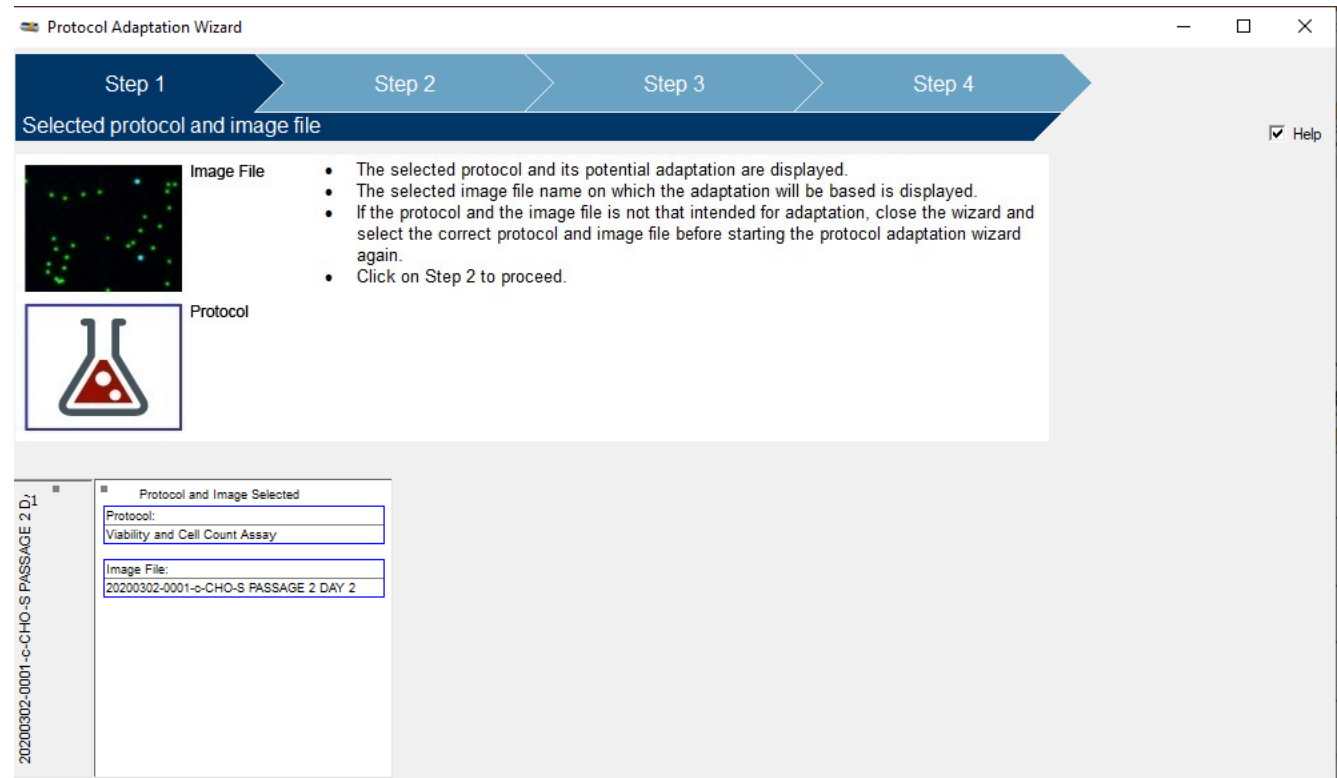 Protocol Adaptation Wizard
Step 1
Step 2
Step 3
Step 4
Selected protocol and image file
Help
Image File
• The selected protocol and its potential adaptation are displayed.
• The selected image file name on which the adaptation will be based is displayed.
• If the protocol and the image file is not that intended for adaptation, close the wizard and
select the correct protocol and image file before starting the protocol adaptation wizard
again.
• Click on Step 2 to proceed.
Protocol
20200302-0001-c-CHO-S PASSAGE 2 D
1
Protocol and Image Selected
Protocol:
Viability and Cell Count Assay
Image File:
20200302-0001-c-CHO-S PASSAGE 2 DAY 2